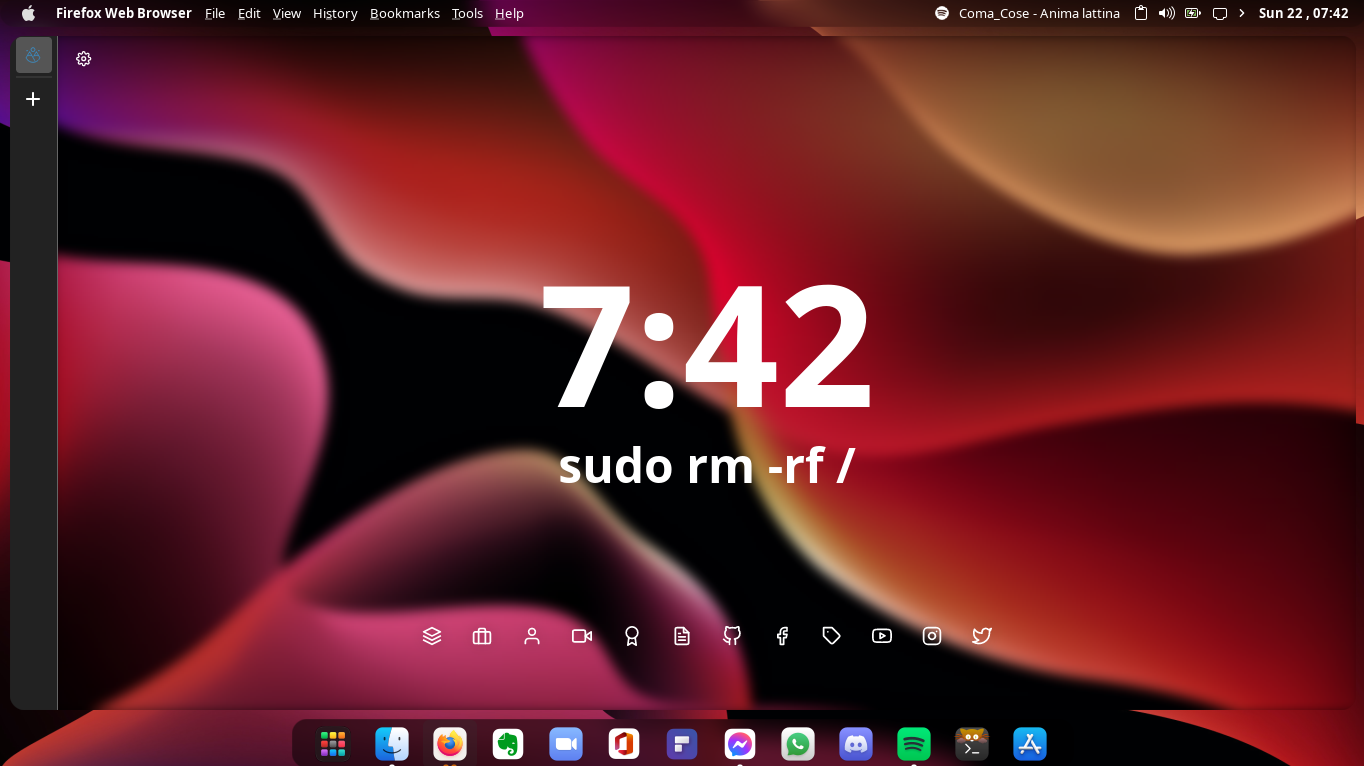 Firefox Web Browser File Edit View History Bookmarks Tools Help Coma_Cose - Anima lattina Sun 22 , 07:42
7:42
sudo rm -rf /